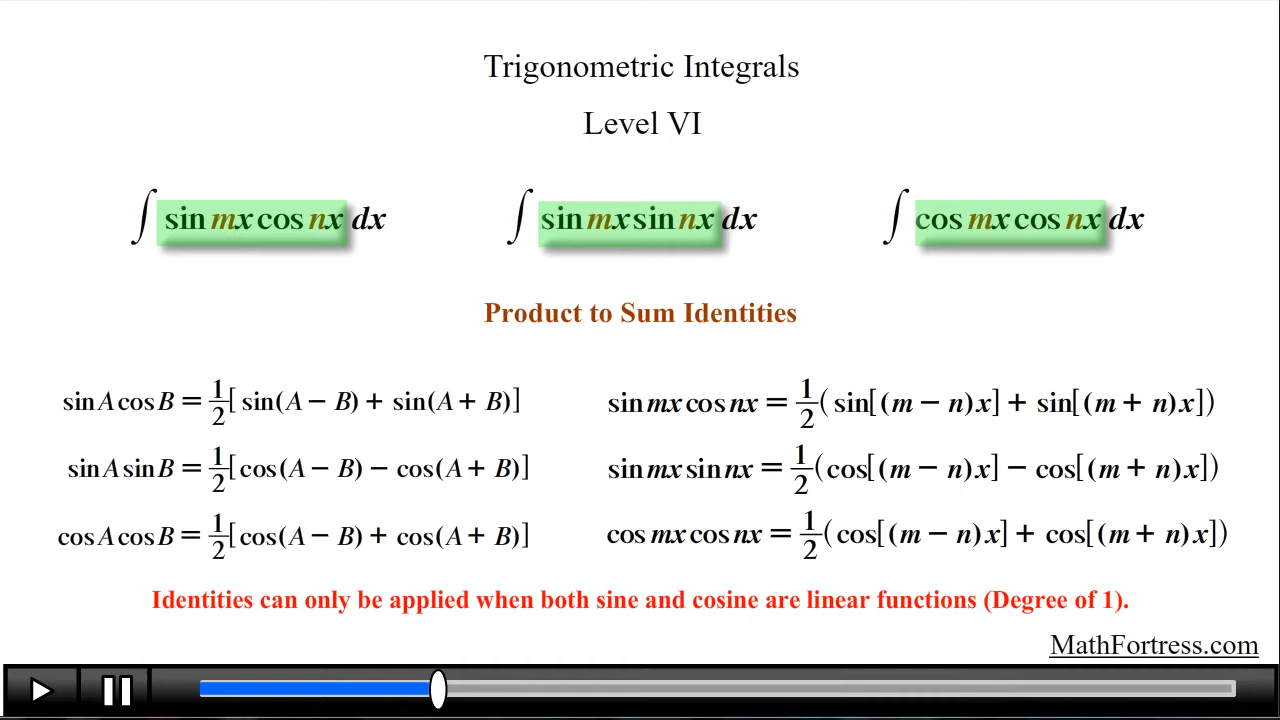 Trigonometric Integrals
Level VI
∫ sin mx cos nx dx   ∫ sin mx sin nx dx   ∫ cos mx cos nx dx
Product to Sum Identities
sin A cos B = 1/2[ sin(A − B) + sin(A + B)]   sin mx cos nx = 1/2( sin[(m − n)x] + sin[(m + n)x])
sin A sin B = 1/2[cos(A − B) − cos(A + B)]   sin mx sin nx = 1/2(cos[(m − n)x] − cos[(m + n)x])
cos A cos B = 1/2[cos(A − B) + cos(A + B)]   cos mx cos nx = 1/2(cos[(m − n)x] + cos[(m + n)x])
Identities can only be applied when both sine and cosine are linear functions (Degree of 1).
MathFortress.com